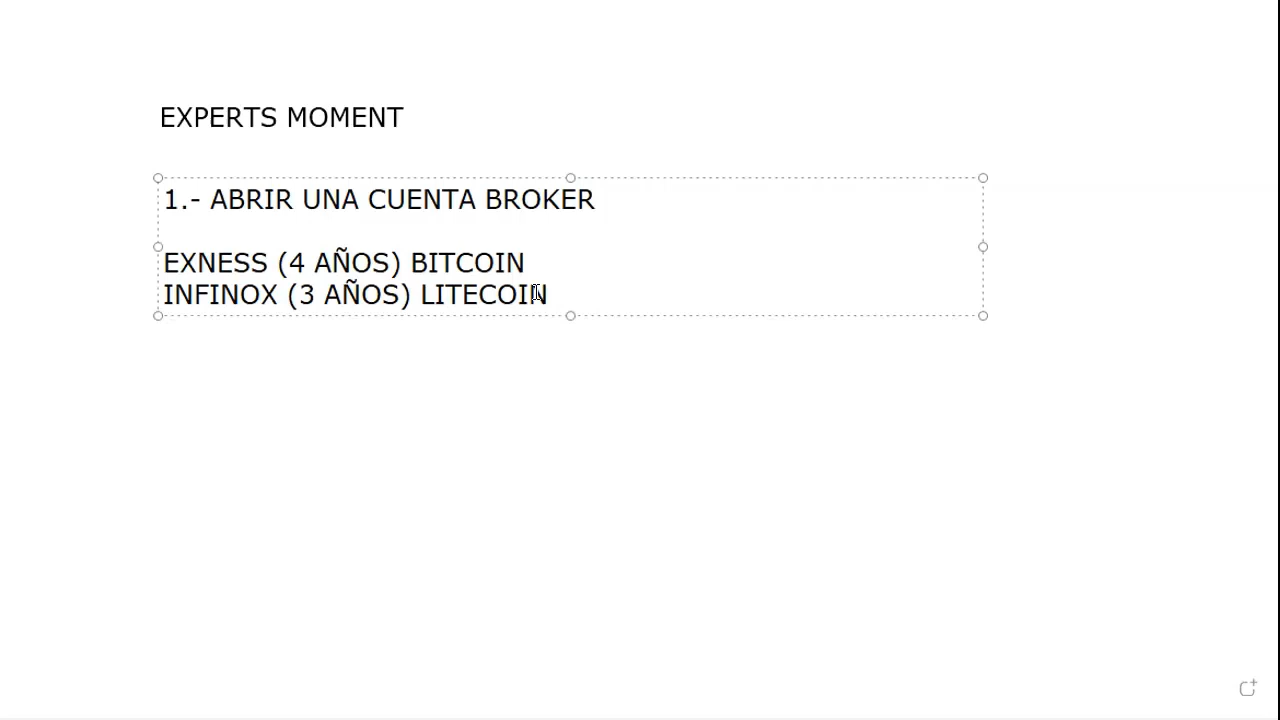 EXPERTS MOMENT
1.- ABRIR UNA CUENTA BROKER
EXNESS (4 AÑOS) BITCOIN
INFINOX (3 AÑOS) LITECOIN